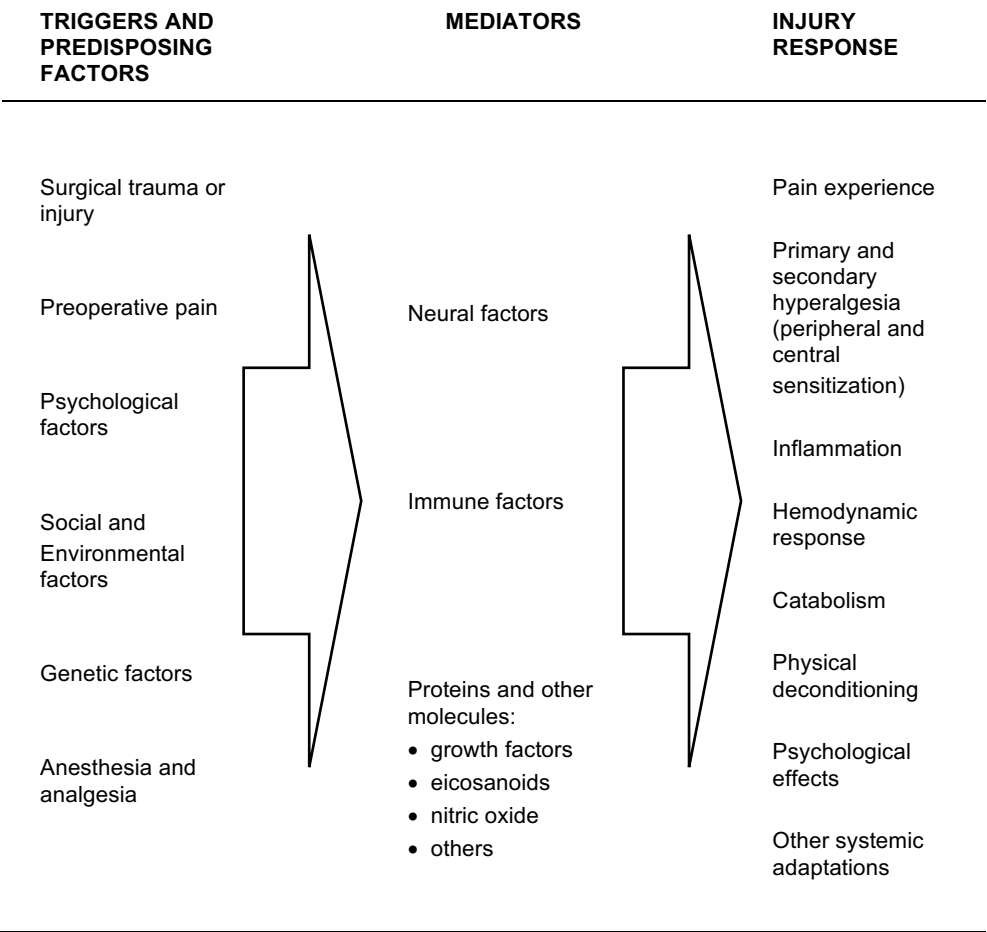 TRIGGERS AND
PREDISPOSING
FACTORS
MEDIATORS
INJURY
RESPONSE
Surgical trauma or
injury
Preoperative pain
Psychological
factors
Social and
Environmental
factors
Genetic factors
Anesthesia and
analgesia
Neural factors
Immune factors
Proteins and other
molecules:
• growth factors
• eicosanoids
• nitric oxide
• others
Pain experience
Primary and
secondary
hyperalgesia
(peripheral and
central
sensitization)
Inflammation
Hemodynamic
response
Catabolism
Physical
deconditioning
Psychological
effects
Other systemic
adaptations